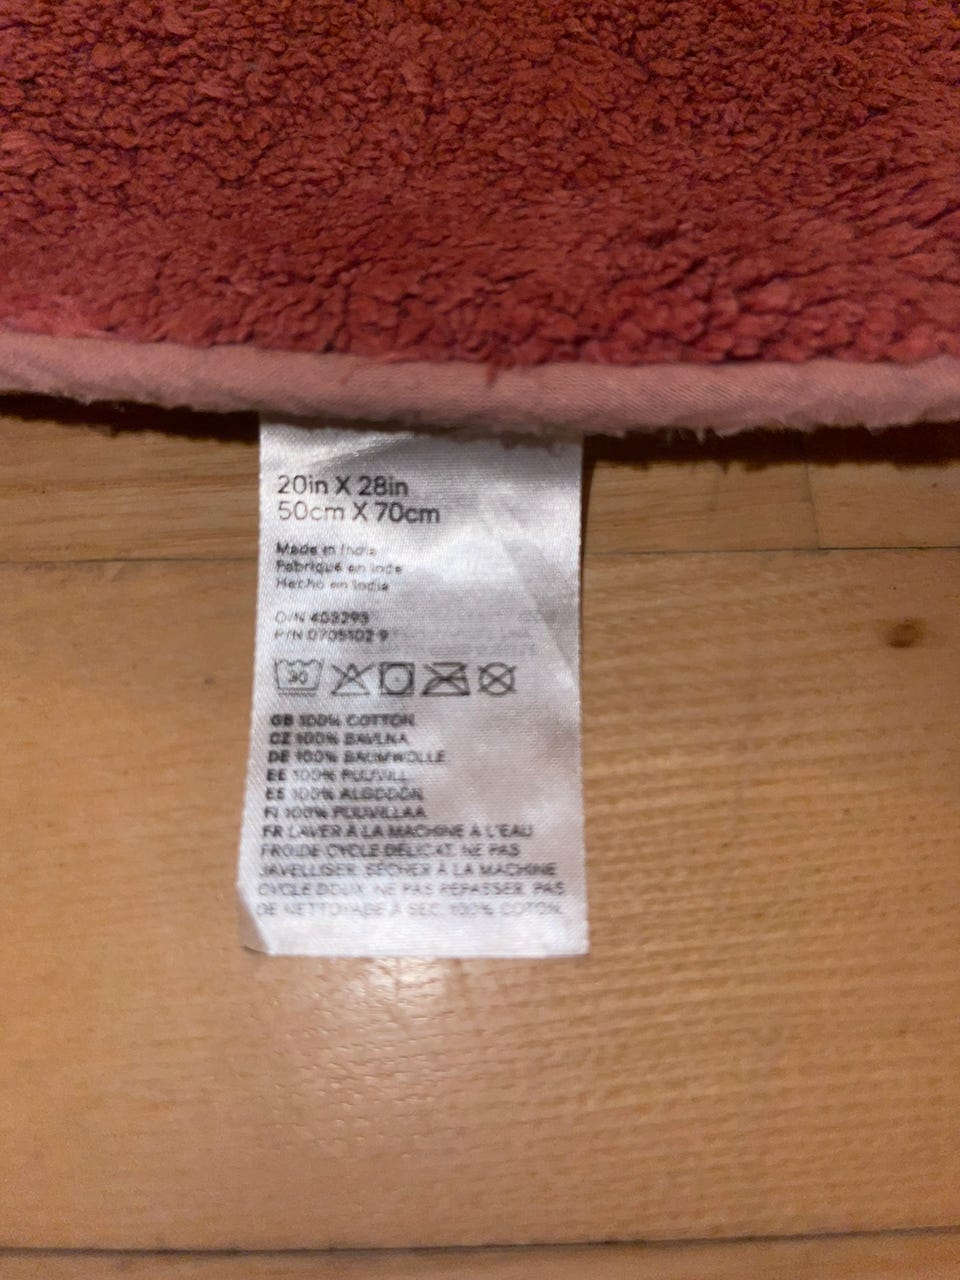 20in X 28in
50cm X 70cm
Made in India
Fabriqué en Inde
Hecho en India
O/N 403293
P/N 0705102 9
30
GB 100% COTTON
CZ 100% BAVLNA
DE 100% BAUMWOLLE
EE 100% PUUVILL
ES 100% ALGODÓN
FI 100% PUUVILLAA
FR LAVER À LA MACHINE À L'EAU
FROIDE CYCLE DÉLICAT. NE PAS
JAVELLISER. SÉCHER À LA MACHINE
CYCLE DOUX. NE PAS REPASSER. PAS
DE NETTOYAGE À SEC. 100% COTON.